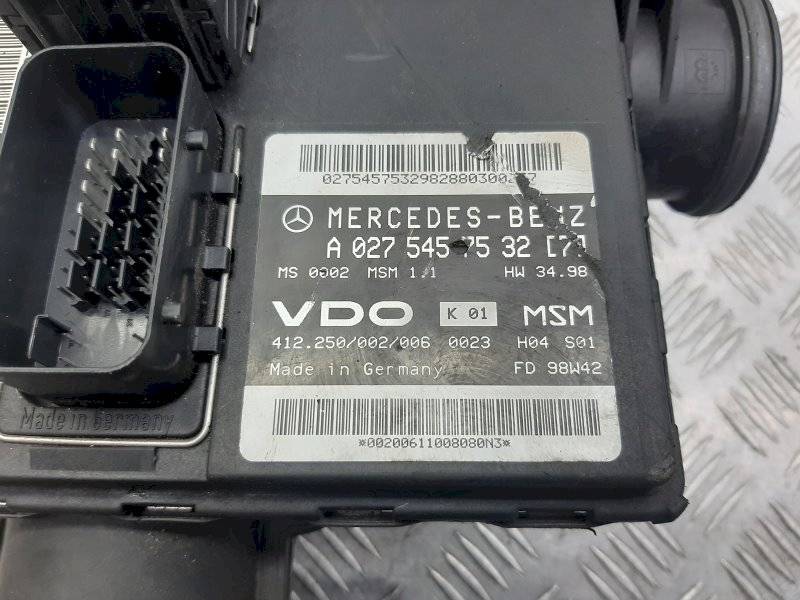 MERCEDES-BENZ
A 027 545 75 32 [7]
MS 0002 MSM 1.1 HW 34.98
VDO K 01 MSM
412.250/002/006 0023 H04 S01
Made in Germany FD 98W42
*00200611008080N3*
Made in Germany